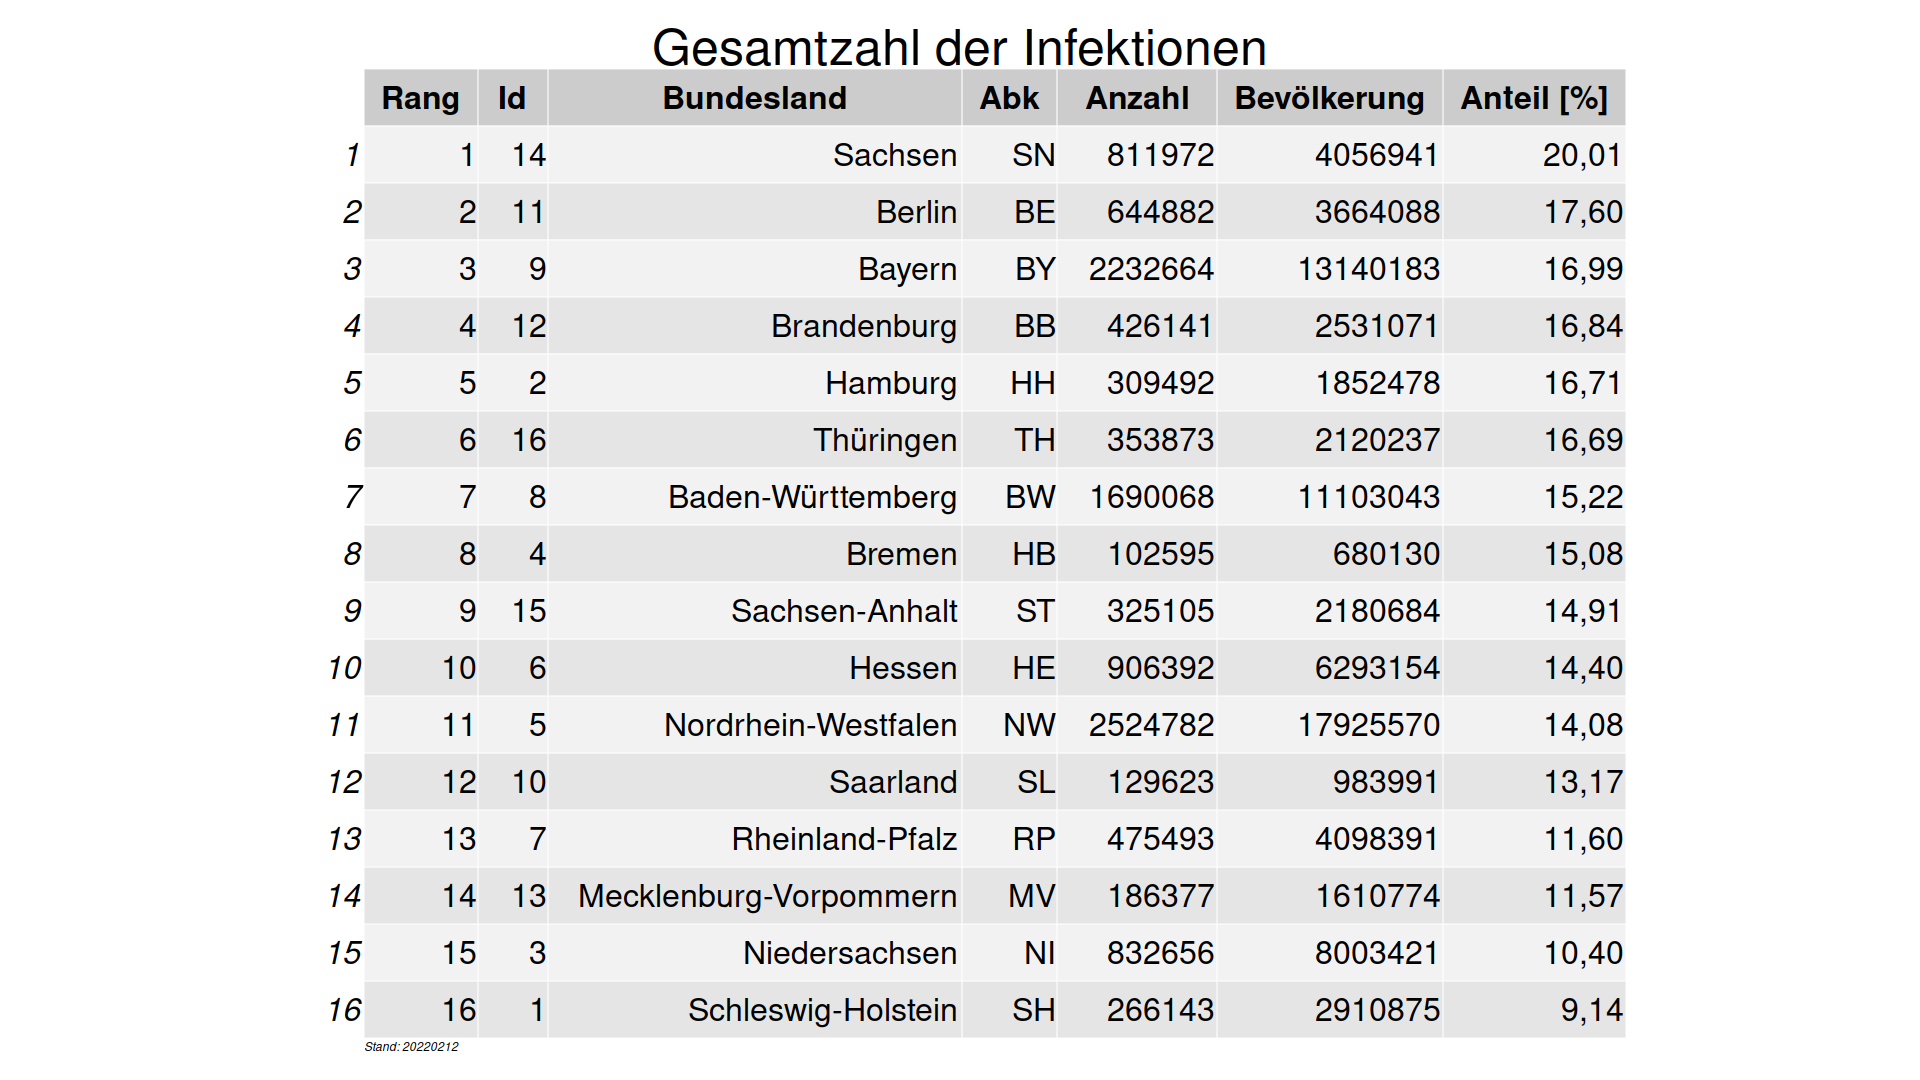 Gesamtzahl der Infektionen
Rang Id Bundesland Abk Anzahl Bevölkerung Anteil [%]
1 1 14 Sachsen SN 811972 4056941 20,01
2 2 11 Berlin BE 644882 3664088 17,60
3 3 9 Bayern BY 2232664 13140183 16,99
4 4 12 Brandenburg BB 426141 2531071 16,84
5 5 2 Hamburg HH 309492 1852478 16,71
6 6 16 Thüringen TH 353873 2120237 16,69
7 7 8 Baden-Württemberg BW 1690068 11103043 15,22
8 8 4 Bremen HB 102595 680130 15,08
9 9 15 Sachsen-Anhalt ST 325105 2180684 14,91
10 10 6 Hessen HE 906392 6293154 14,40
11 11 5 Nordrhein-Westfalen NW 2524782 17925570 14,08
12 12 10 Saarland SL 129623 983991 13,17
13 13 7 Rheinland-Pfalz RP 475493 4098391 11,60
14 14 13 Mecklenburg-Vorpommern MV 186377 1610774 11,57
15 15 3 Niedersachsen NI 832656 8003421 10,40
16 16 1 Schleswig-Holstein SH 266143 2910875 9,14
Stand: 20220212